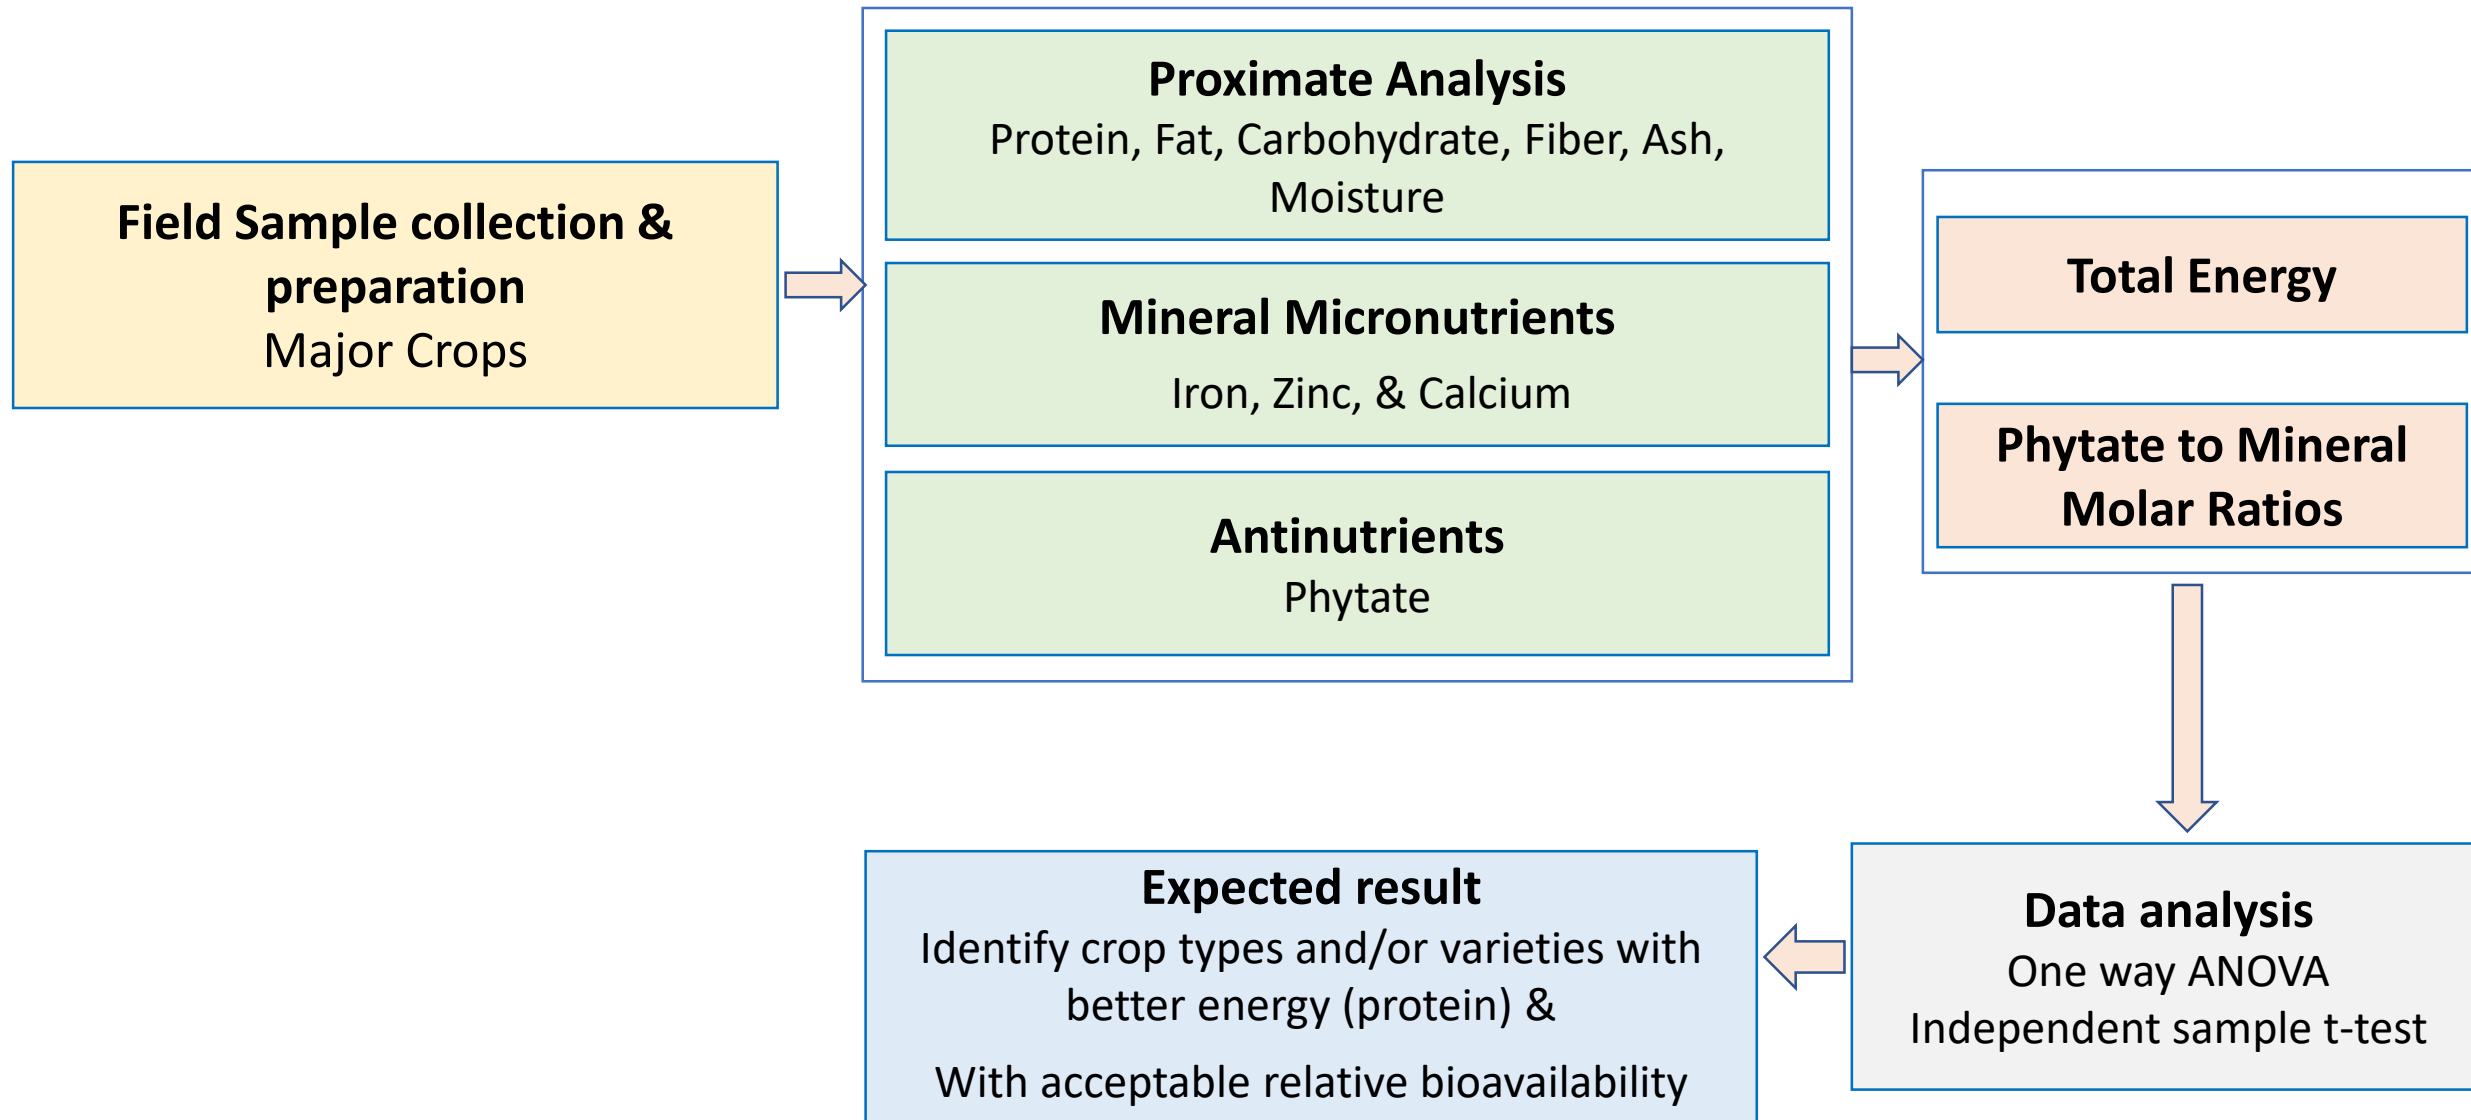 Field Sample collection &
preparation
Major Crops
Proximate Analysis
Protein, Fat, Carbohydrate, Fiber, Ash,
Moisture
Mineral Micronutrients
Iron, Zinc, & Calcium
Antinutrients
Phytate
Total Energy
Phytate to Mineral
Molar Ratios
Data analysis
One way ANOVA
Independent sample t-test
Expected result
Identify crop types and/or varieties with
better energy (protein) &
With acceptable relative bioavailability